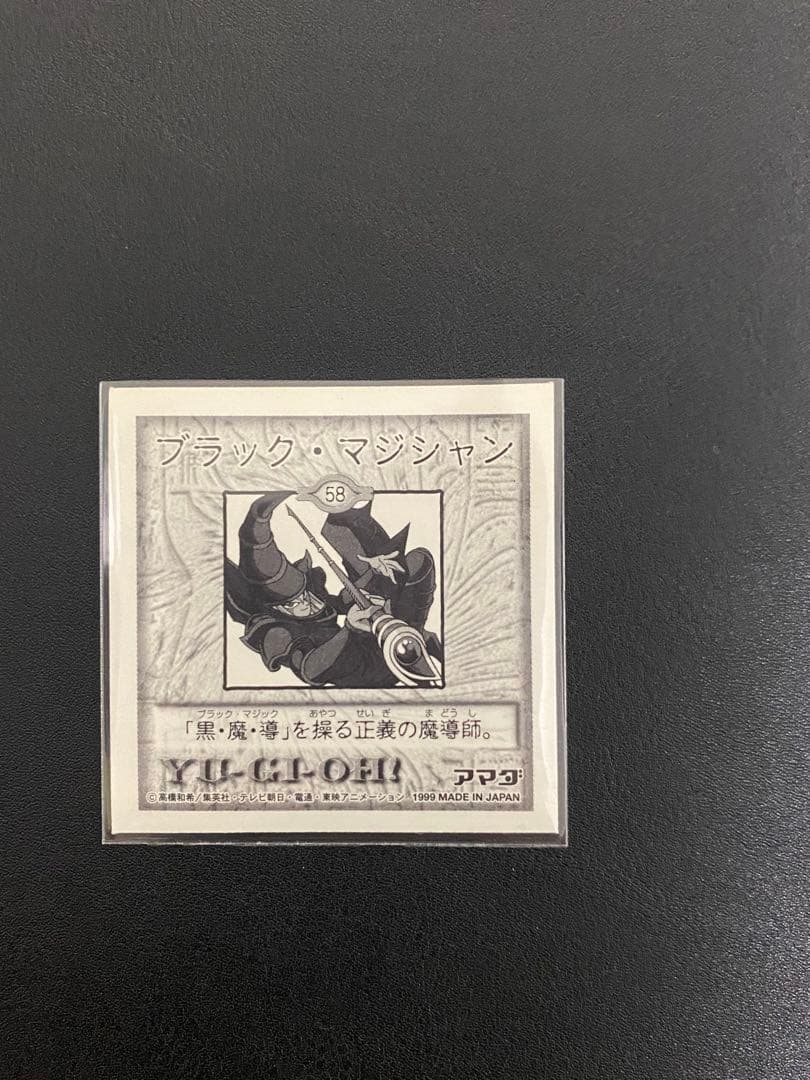 ブラック・マジシャン
58
ブラック・マジック あやつ せいぎ まどうし
「黒・魔・導」を操る正義の魔導師。
YU-GI-OH! アマダ
©高橋和希/集英社・テレビ朝日・電通・東映アニメーション 1999 MADE IN JAPAN